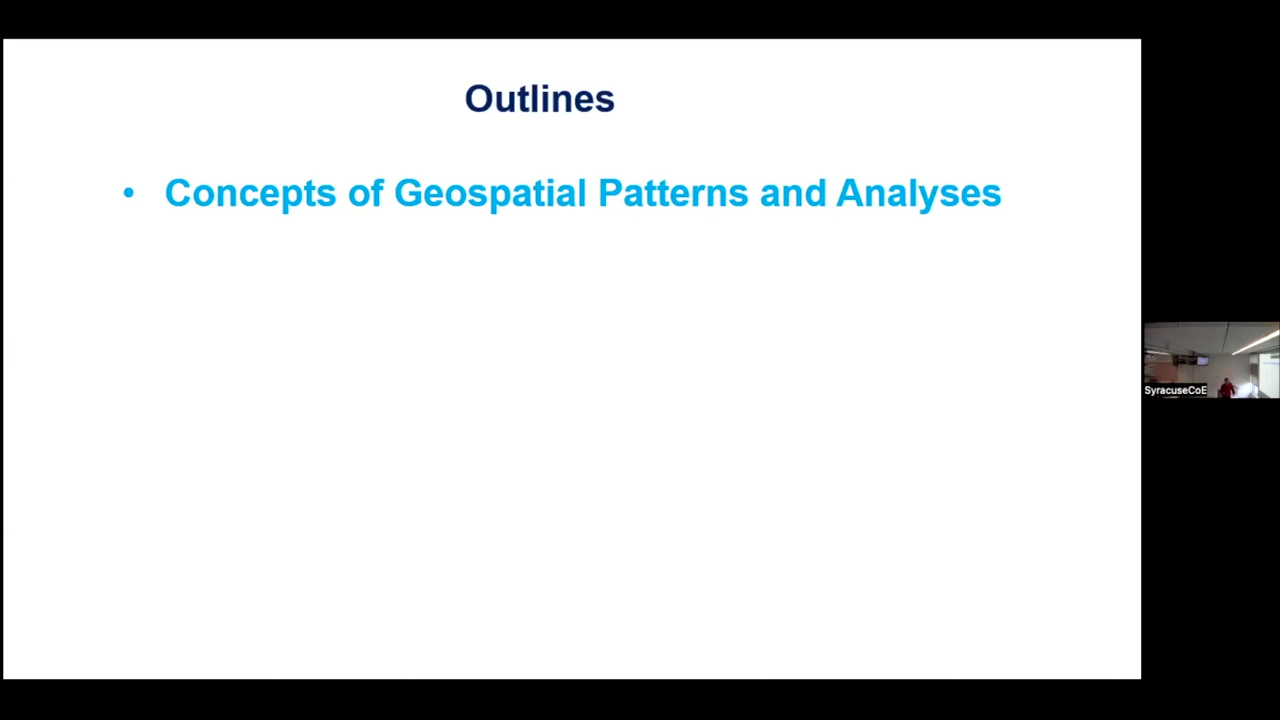 Outlines
• Concepts of Geospatial Patterns and Analyses
SyracuseCoE